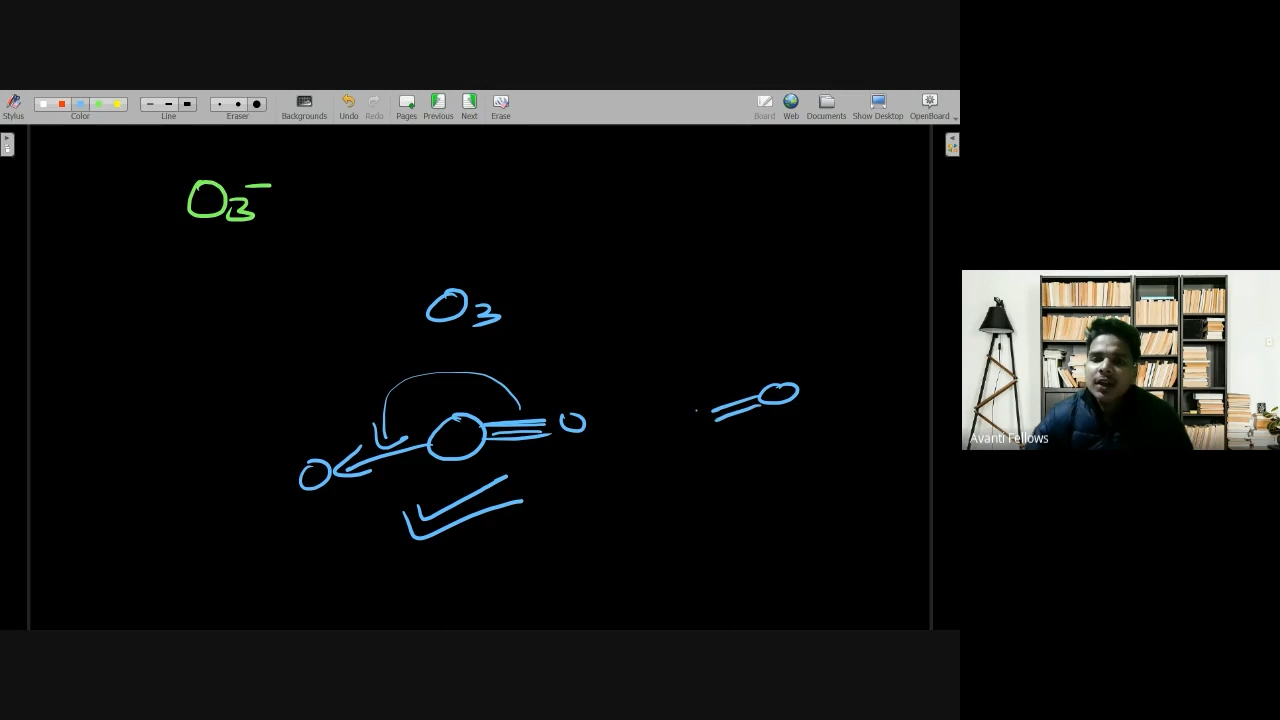 Stylus Color Line Eraser Backgrounds Undo Redo Pages Previous Next Erase Board Web Documents Show Desktop OpenBoard
O₃⁻
O₃
O O O
O
Avanti Fellows